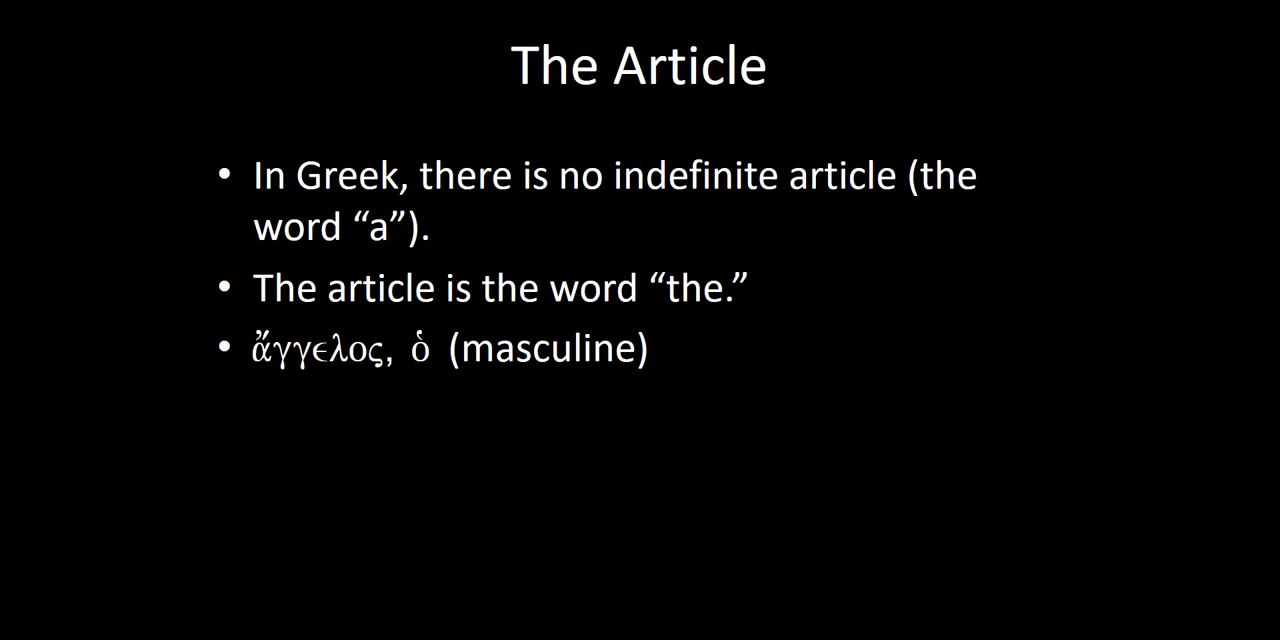 The Article
• In Greek, there is no indefinite article (the
word “a”).
• The article is the word “the.”
• ἄγγελος, ὁ (masculine)